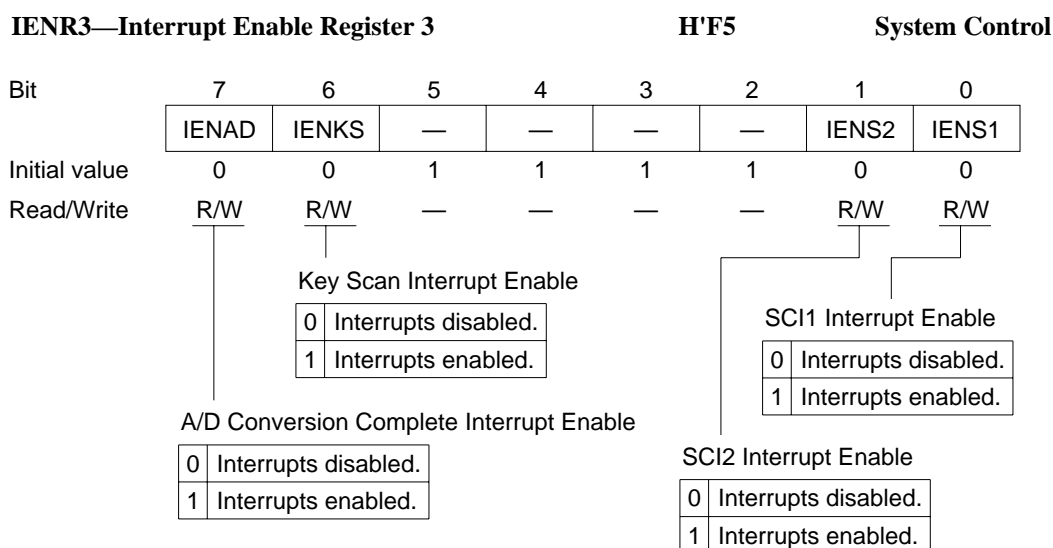 IENR3—Interrupt Enable Register 3 H'F5 System Control
Bit 7 6 5 4 3 2 1 0
IENAD IENKS — — — — IENS2 IENS1
Initial value 0 0 1 1 1 1 0 0
Read/Write R/W R/W — — — — R/W R/W
Key Scan Interrupt Enable
0 Interrupts disabled.
1 Interrupts enabled.
SCI1 Interrupt Enable
0 Interrupts disabled.
1 Interrupts enabled.
A/D Conversion Complete Interrupt Enable
0 Interrupts disabled.
1 Interrupts enabled.
SCI2 Interrupt Enable
0 Interrupts disabled.
1 Interrupts enabled.